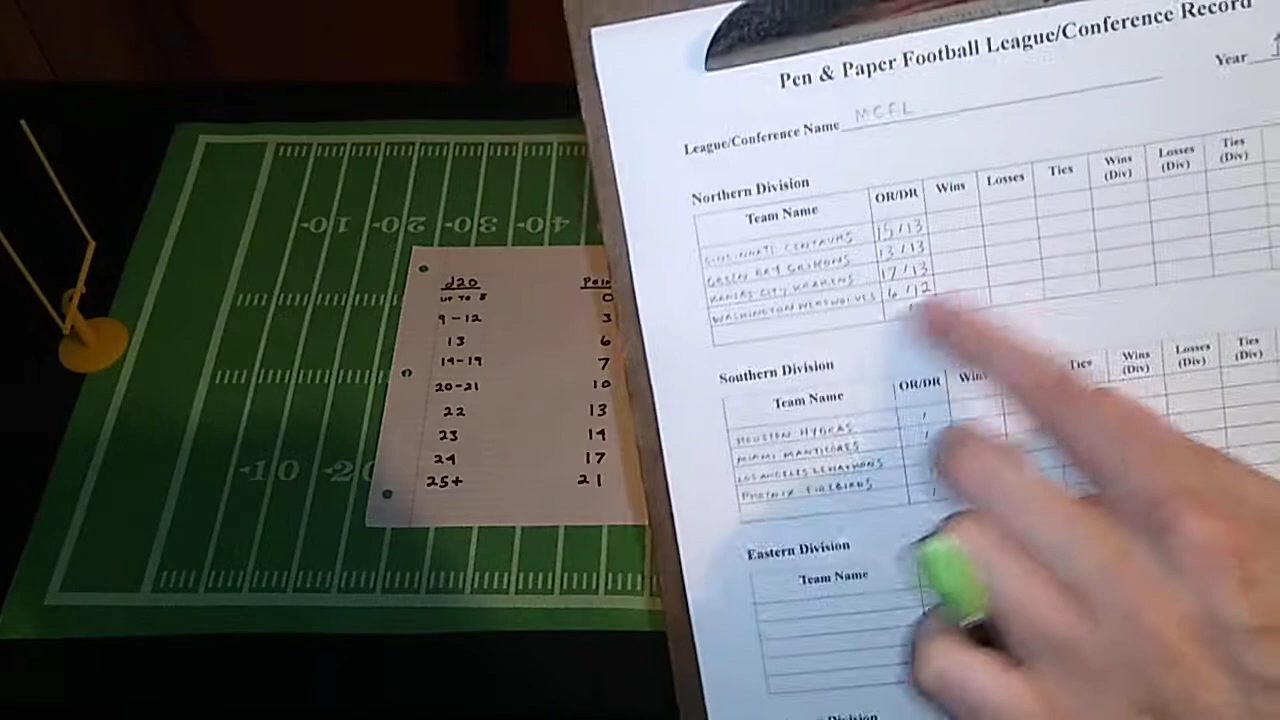 Pen & Paper Football League/Conference Record
Year
League/Conference Name MCFL
Northern Division
Team Name OR/DR Wins Losses Ties Wins (Div) Losses (Div) Ties (Div)
CINCINNATI CENTAURS 15/13
GREEN BAY GRIFFONS 13/13
KANSAS CITY KRAKENS 17/13
WASHINGTON WEREWOLVES 6/12
Southern Division
Team Name OR/DR Wins Ties Wins (Div) Losses (Div) Ties (Div)
HOUSTON HYDRAS /
MIAMI MANTICORES /
LOS ANGELES LEVIATHONS
PHOENIX FIREBIRDS /
Eastern Division
Team Name
Division
-10 -20 -30 -40
-10 -20
d20
UP TO 8 0
9-12 3
13 6
14-19 7
20-21 10
22 13
23 14
24 17
25+ 21